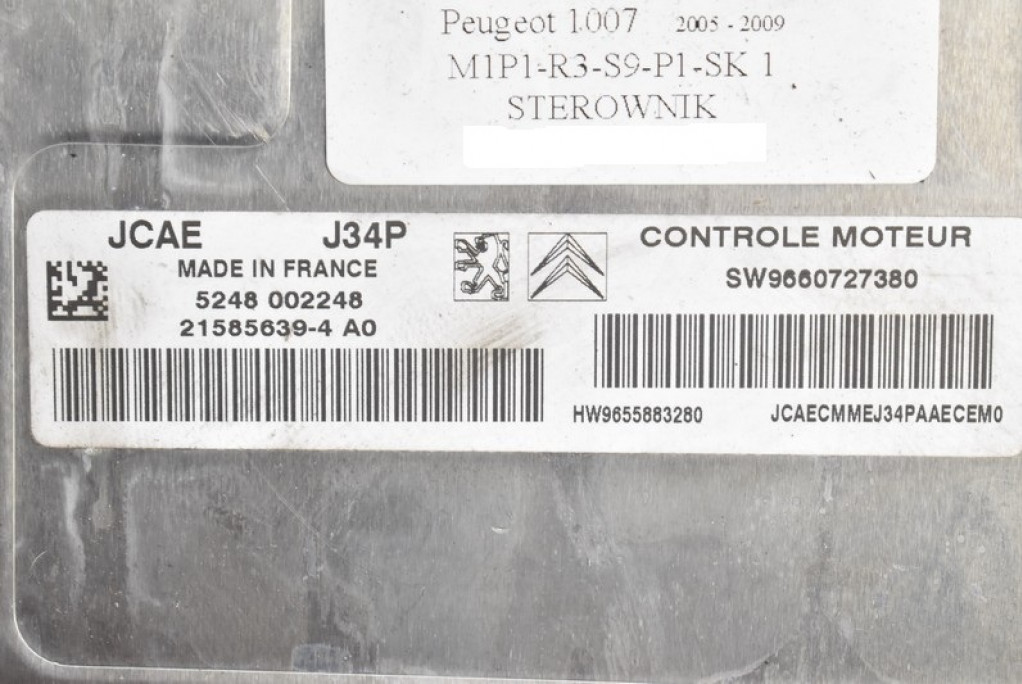 Peugeot 1007 2005 - 2009
M1P1-R3-S9-P1-SK 1
STEROWNIK
JCAE J34P
MADE IN FRANCE
5248 002248
21585639-4 A0
CONTROLE MOTEUR
SW9660727380
HW9655883280 JCAECMMEJ34PAAECEM0